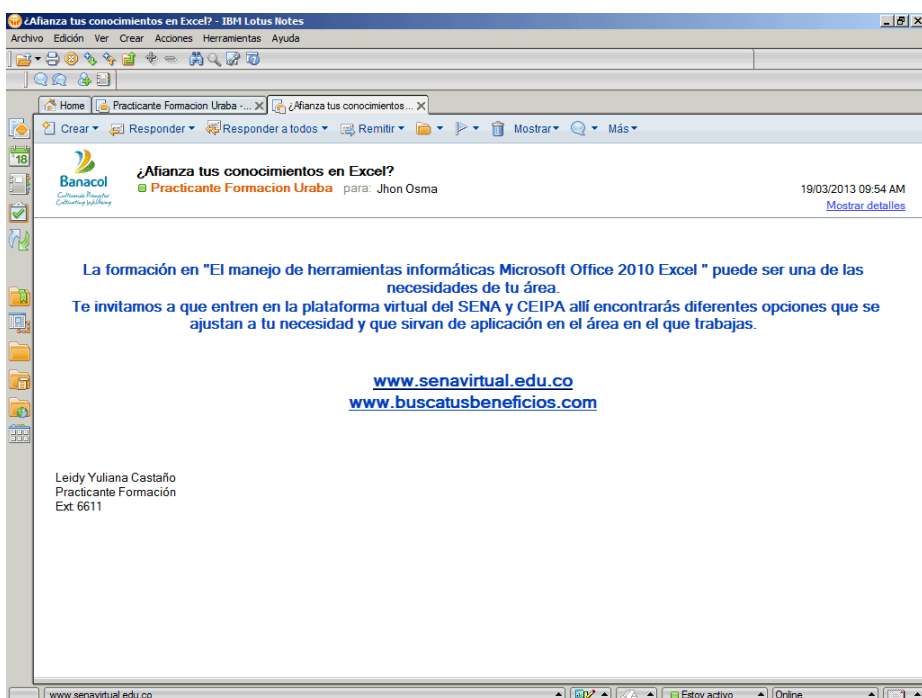 ¿Afianza tus conocimientos en Excel? - IBM Lotus Notes
Archivo Edición Ver Crear Acciones Herramientas Ayuda
Home Practicante Formacion Uraba -... ¿Afianza tus conocimientos ...
18
Crear Responder Responder a todos Remitir Mostrar Más
Banacol
Cultivando Bienestar
Cultivating Wellbeing
¿Afianza tus conocimientos en Excel?
Practicante Formacion Uraba para: Jhon Osma
19/03/2013 09:54 AM
Mostrar detalles
La formación en "El manejo de herramientas informáticas Microsoft Office 2010 Excel " puede ser una de las
necesidades de tu área.
Te invitamos a que entren en la plataforma virtual del SENA y CEIPA allí encontrarás diferentes opciones que se
ajustan a tu necesidad y que sirvan de aplicación en el área en el que trabajas.
www.senavirtual.edu.co
www.buscatusbeneficios.com
Leidy Yuliana Castaño
Practicante Formación
Ext: 6611
www.senavirtual.edu.co Estoy activo Online